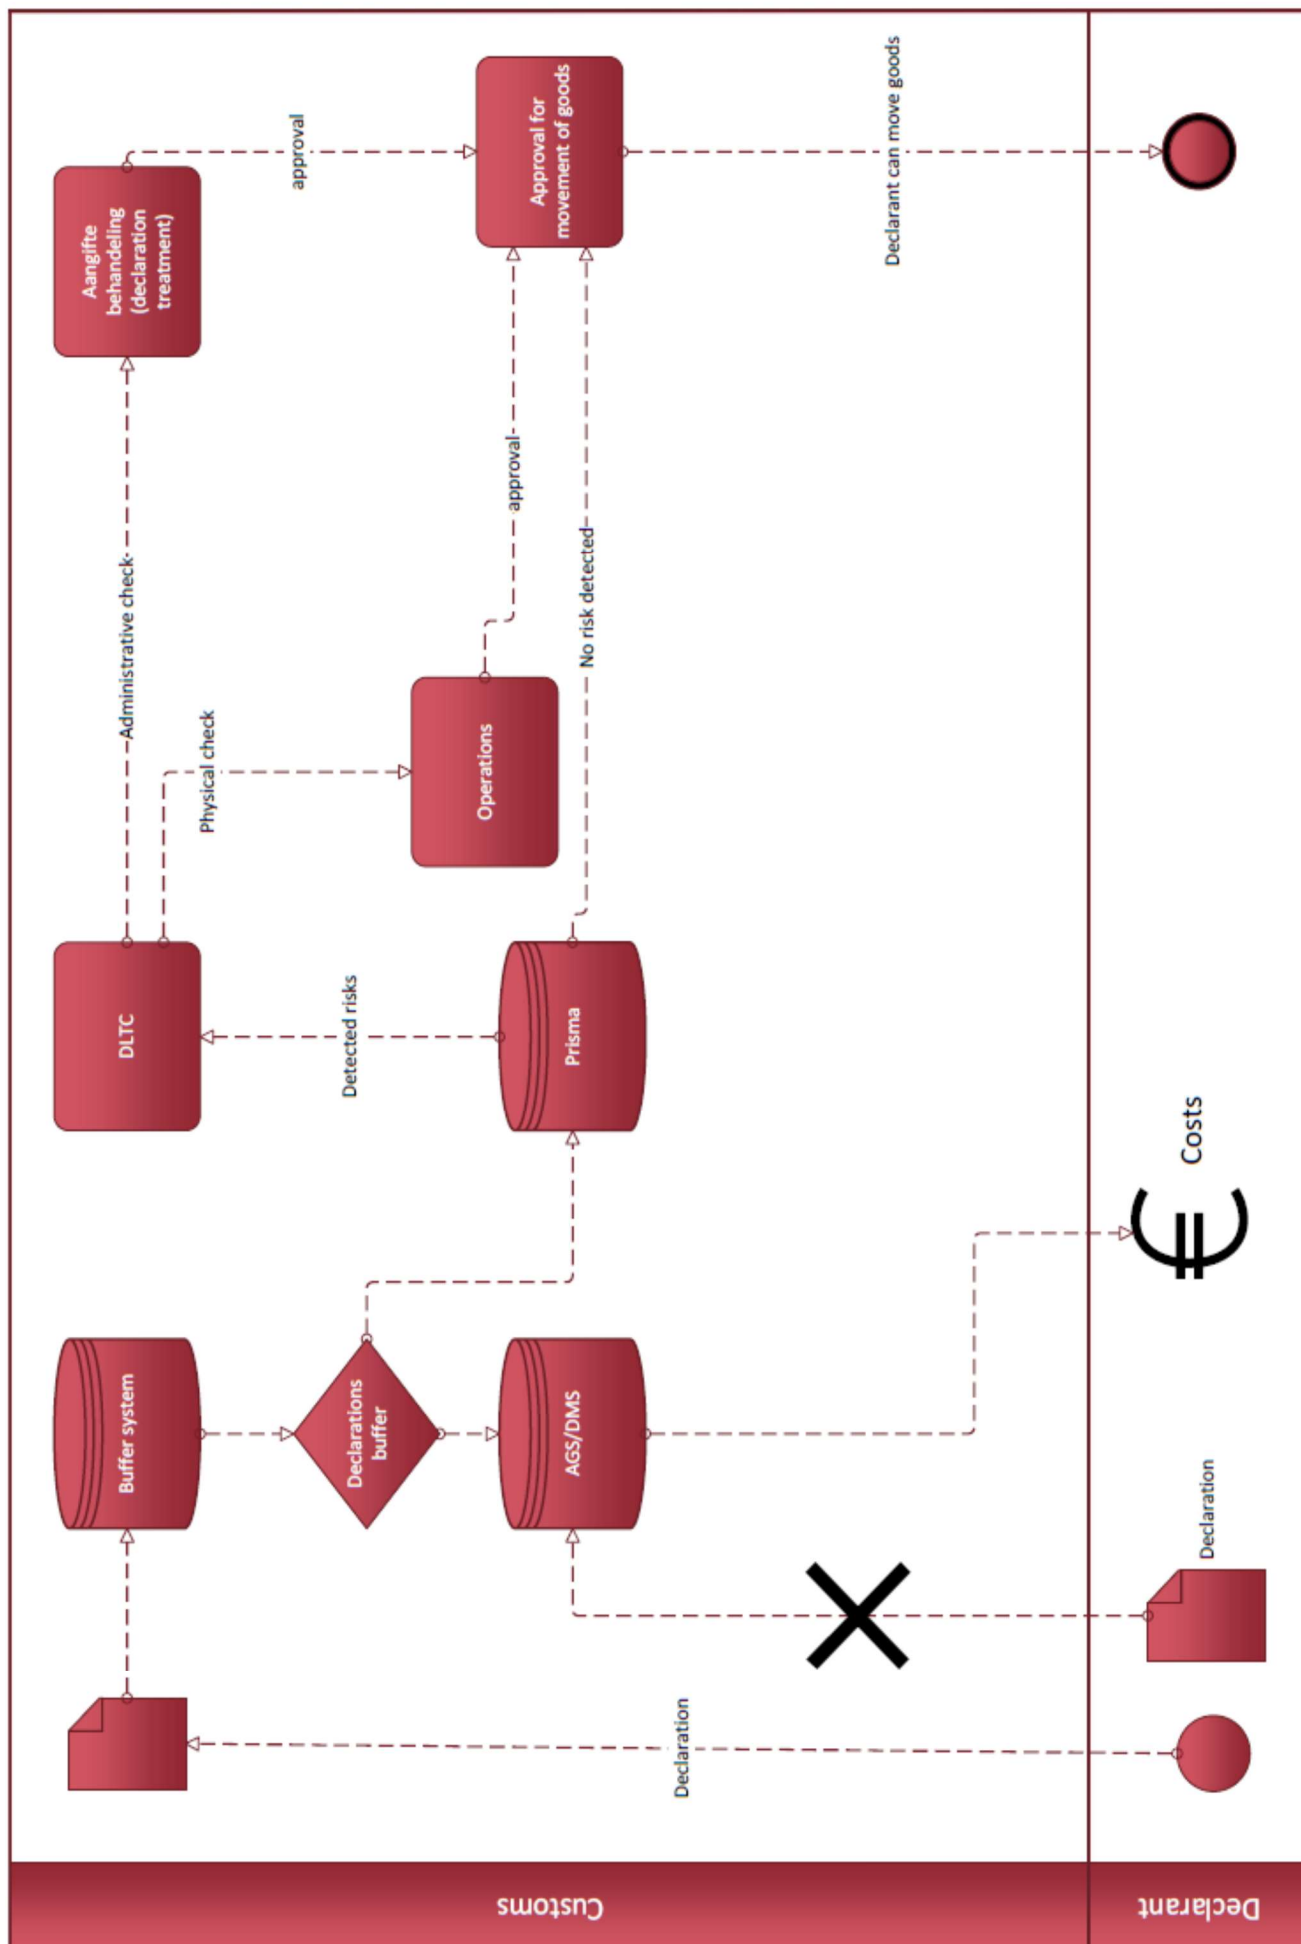 Customs
Declarant
Declaration
Declaration
Buffer system
Declarations
buffer
AGS/DMS
Costs
DLTC
Detected risks
Prisma
Administrative check
Physical check
Operations
approval
No risk detected
Aangifte
behandeling
(declaration
treatment)
approval
Approval for
movement of goods
Declarant can move goods